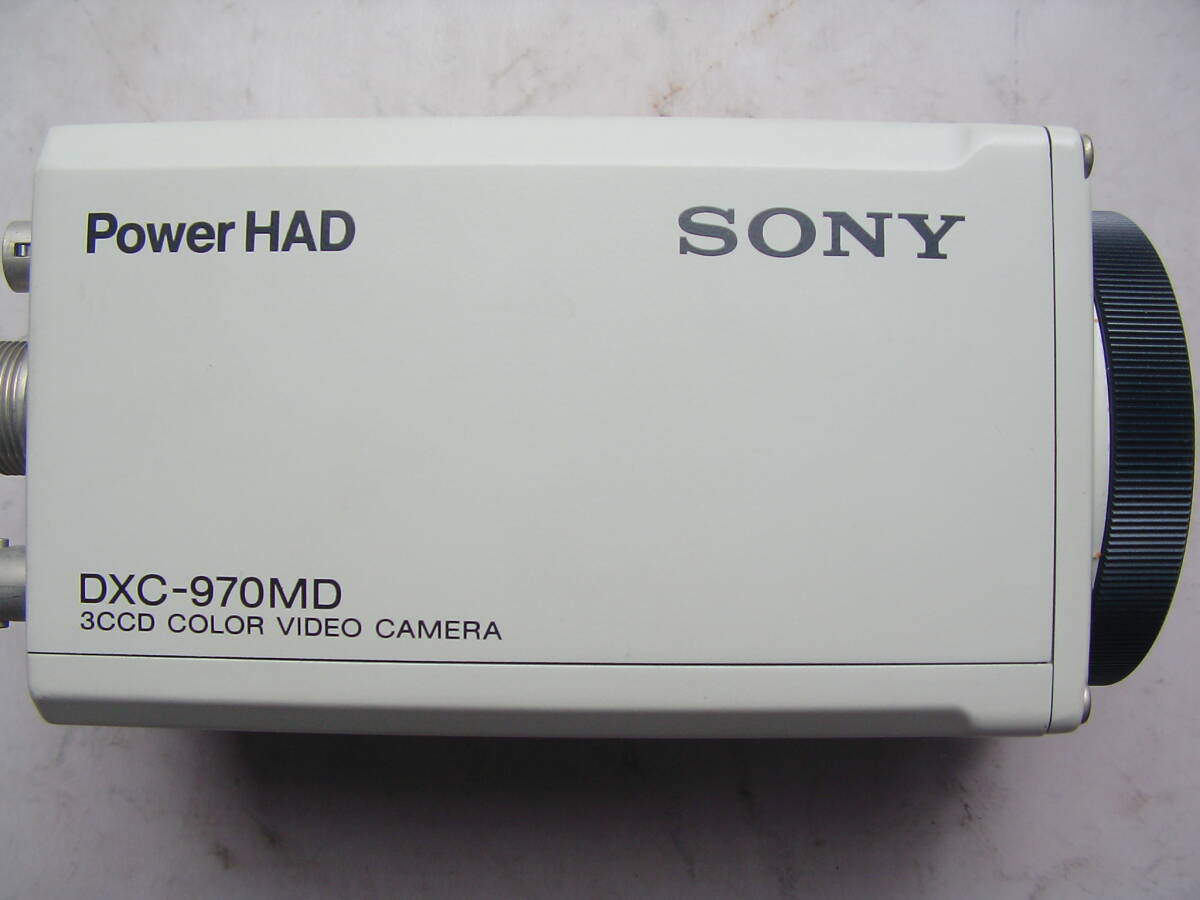 Power HAD
SONY
DXC-970MD
3CCD COLOR VIDEO CAMERA